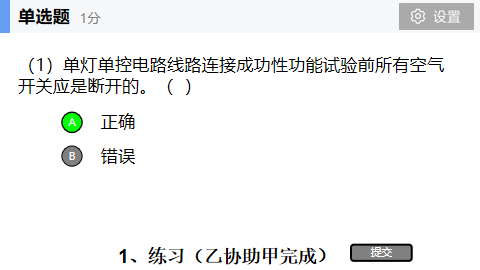 单选题 1分 设置
（1）单灯单控电路线路连接成功性功能试验前所有空气
开关应是断开的。（ ）
A 正确
B 错误
1、练习（乙协助甲完成） 提交